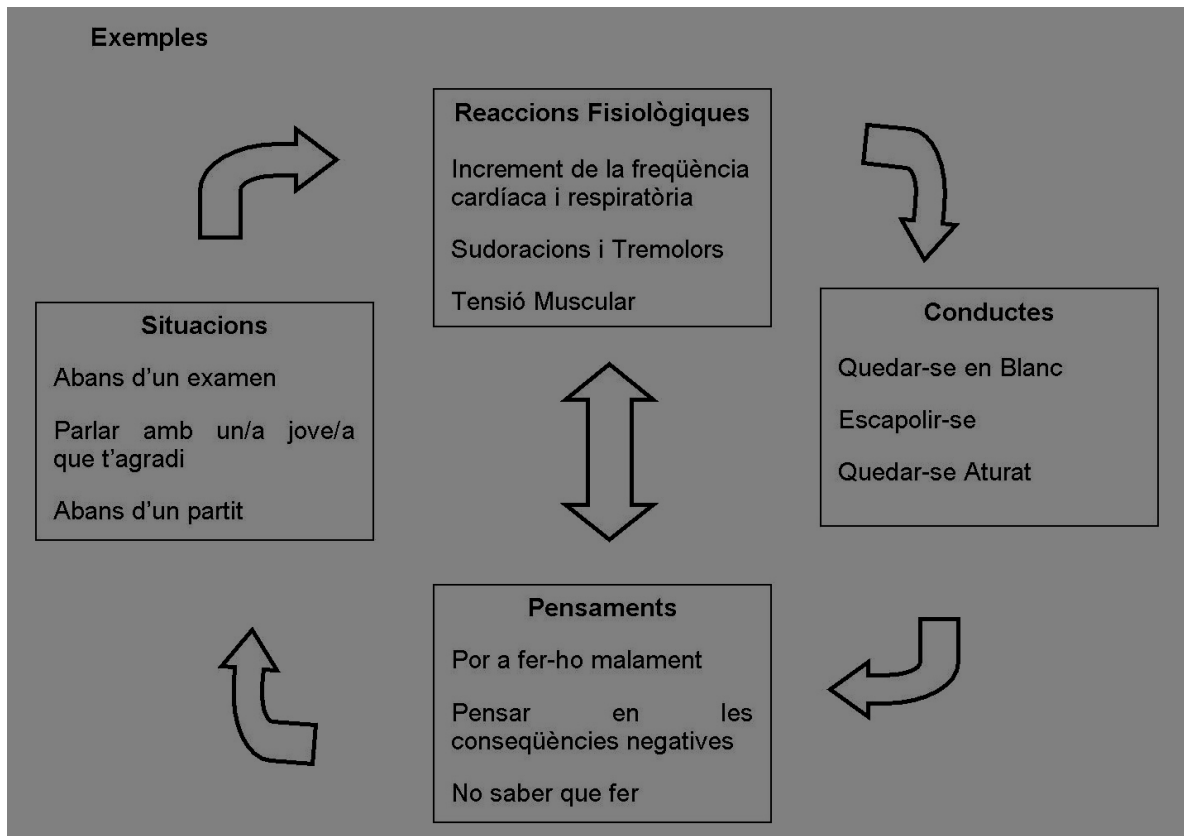 Exemples
Reaccions Fisiològiques
Increment de la freqüència
cardíaca i respiratòria
Sudoracions i Tremolors
Tensió Muscular
Situacions
Abans d'un examen
Parlar amb un/a jove/a
que t'agradi
Abans d'un partit
Conductes
Quedar-se en Blanc
Escapolir-se
Quedar-se Aturat
Pensaments
Por a fer-ho malament
Pensar en les
conseqüències negatives
No saber que fer